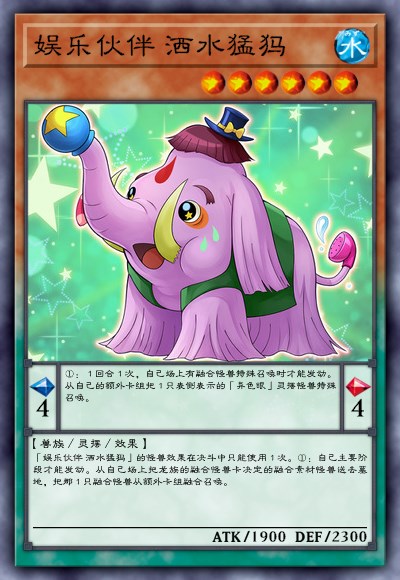 娱乐伙伴 洒水猛犸
水
①：1回合1次，自己场上有融合怪兽特殊召唤时才能发动。
从自己的额外卡组把1只表侧表示的「异色眼」灵摆怪兽特殊
召唤。
4
4
【兽族／灵摆／效果】
「娱乐伙伴 洒水猛犸」的怪兽效果在决斗中只能使用1次。①：自己主要阶
段才能发动。从自己场上把龙族的融合怪兽卡决定的融合素材怪兽送去墓
地，把那1只融合怪兽从额外卡组融合召唤。
ATK/1900 DEF/2300